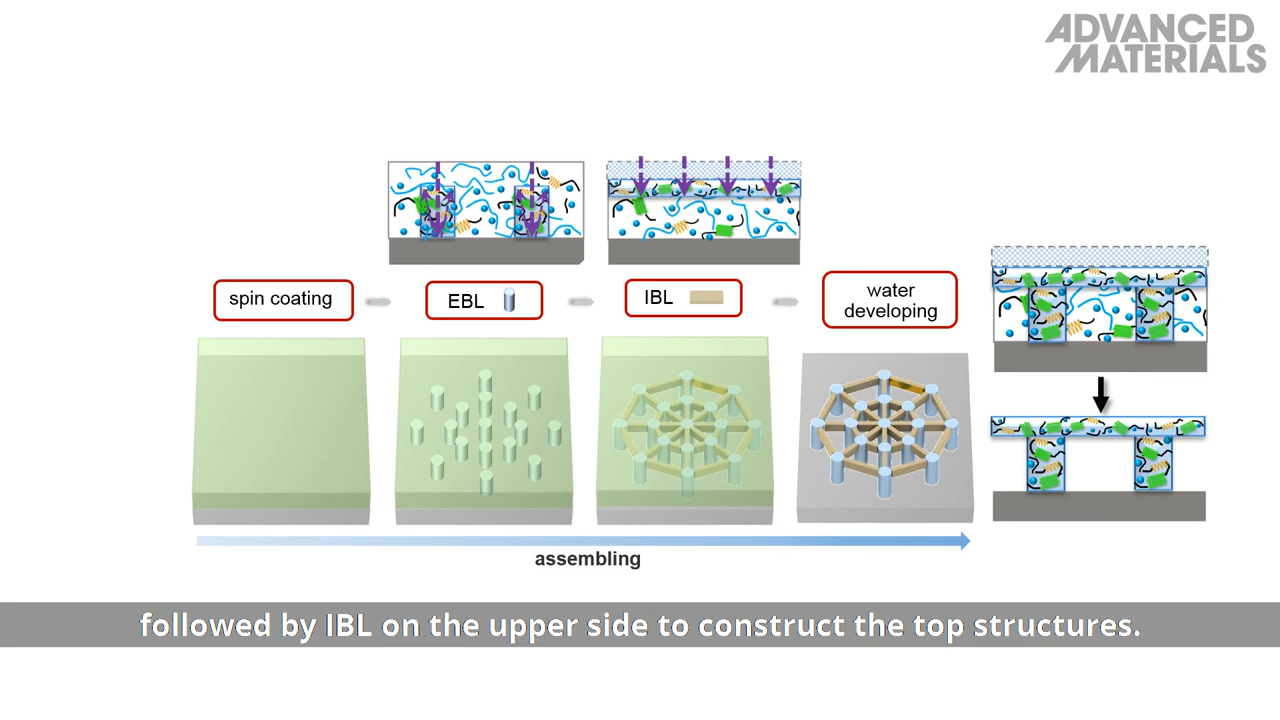 ADVANCED
MATERIALS
spin coating
EBL
IBL
water
developing
assembling
followed by IBL on the upper side to construct the top structures.